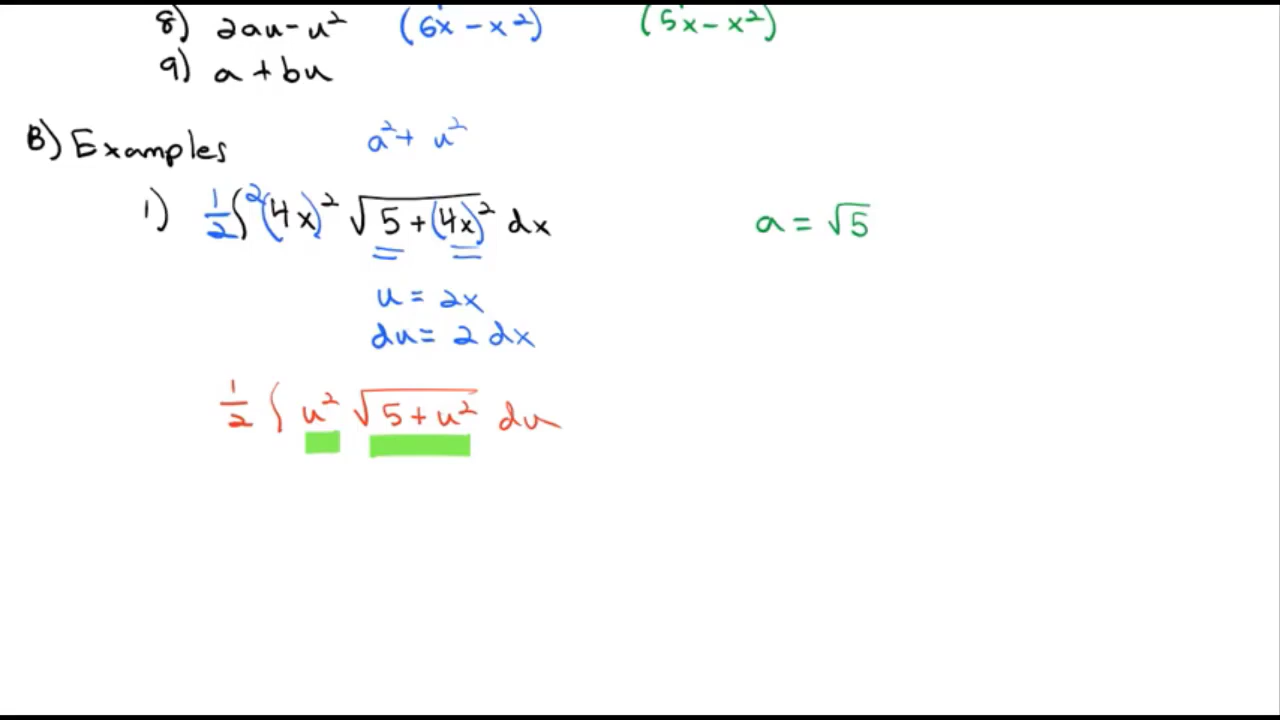 8) 2au - u² (6x - x²) (5x - x²)
9) a + bu
B) Examples a² + u²
1) 1/2 ∫ 2 (4x)² √5 + (4x)² dx a = √5
u = 2x
du = 2 dx
1/2 ∫ u² √5 + u² du